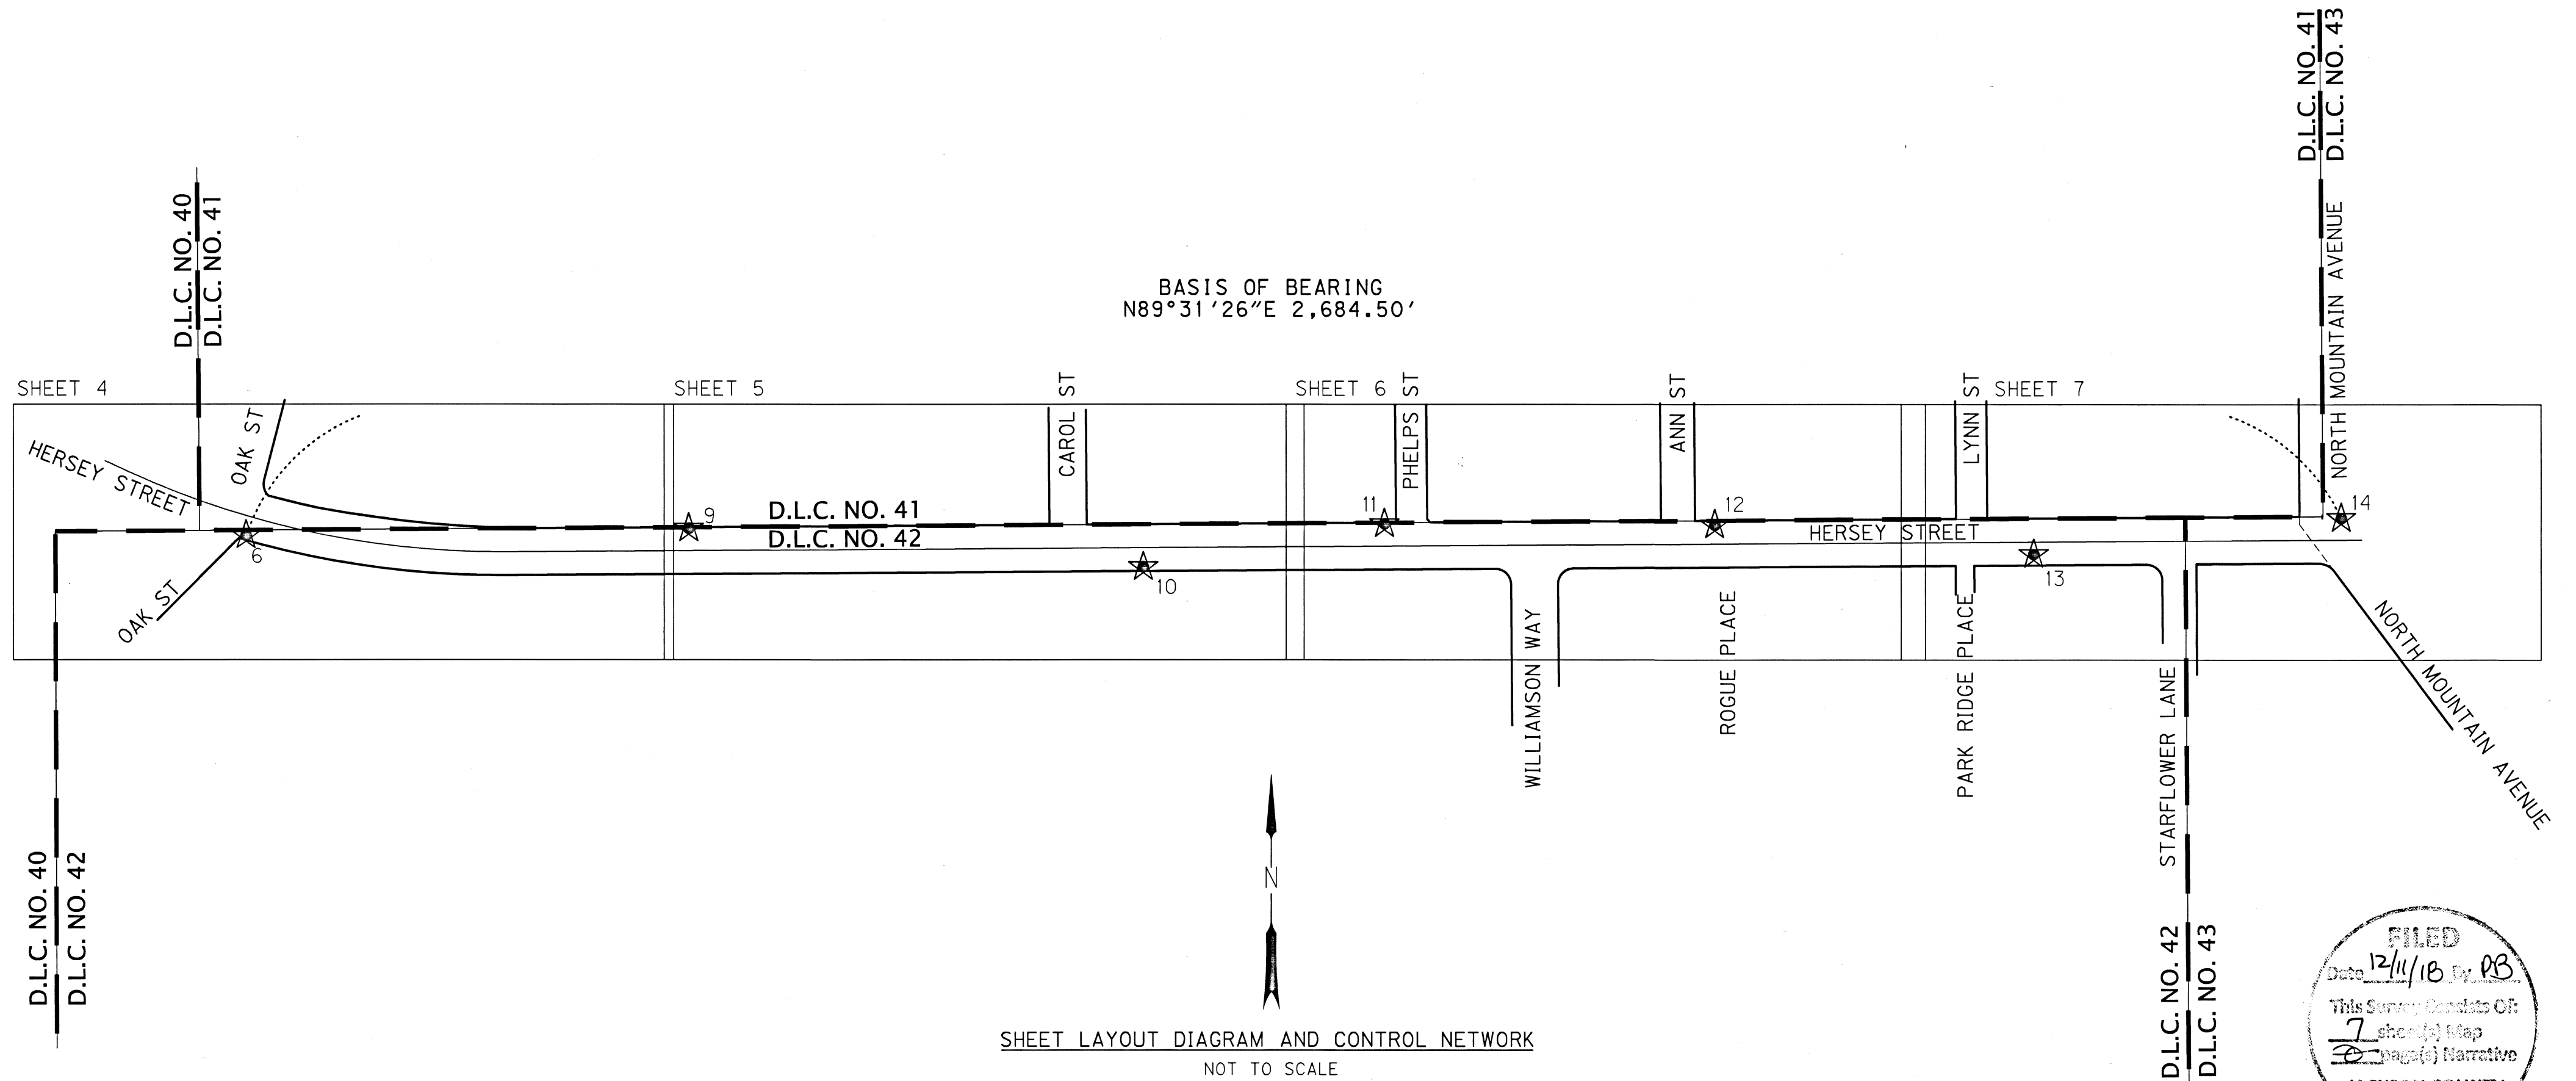 D.L.C. NO. 41
D.L.C. NO. 43
D.L.C. NO. 40
D.L.C. NO. 41
NORTH MOUNTAIN AVENUE
BASIS OF BEARING
N89°31'26"E 2,684.50'
SHEET 4
SHEET 5
SHEET 6
SHEET 7
OAK ST
CAROL ST
PHELPS ST
ANN ST
LYNN ST
HERSEY STREET
D.L.C. NO. 41
D.L.C. NO. 42
HERSEY STREET
6
9
10
11
12
13
14
OAK ST
WILLIAMSON WAY
ROGUE PLACE
PARK RIDGE PLACE
STARFLOWER LANE
NORTH MOUNTAIN AVENUE
D.L.C. NO. 40
D.L.C. NO. 42
N
D.L.C. NO. 42
D.L.C. NO. 43
SHEET LAYOUT DIAGRAM AND CONTROL NETWORK
NOT TO SCALE
FILED
Date 12/11/18 By PB
This Survey Consists Of:
7 sheet(s) Map
0 page(s) Narrative